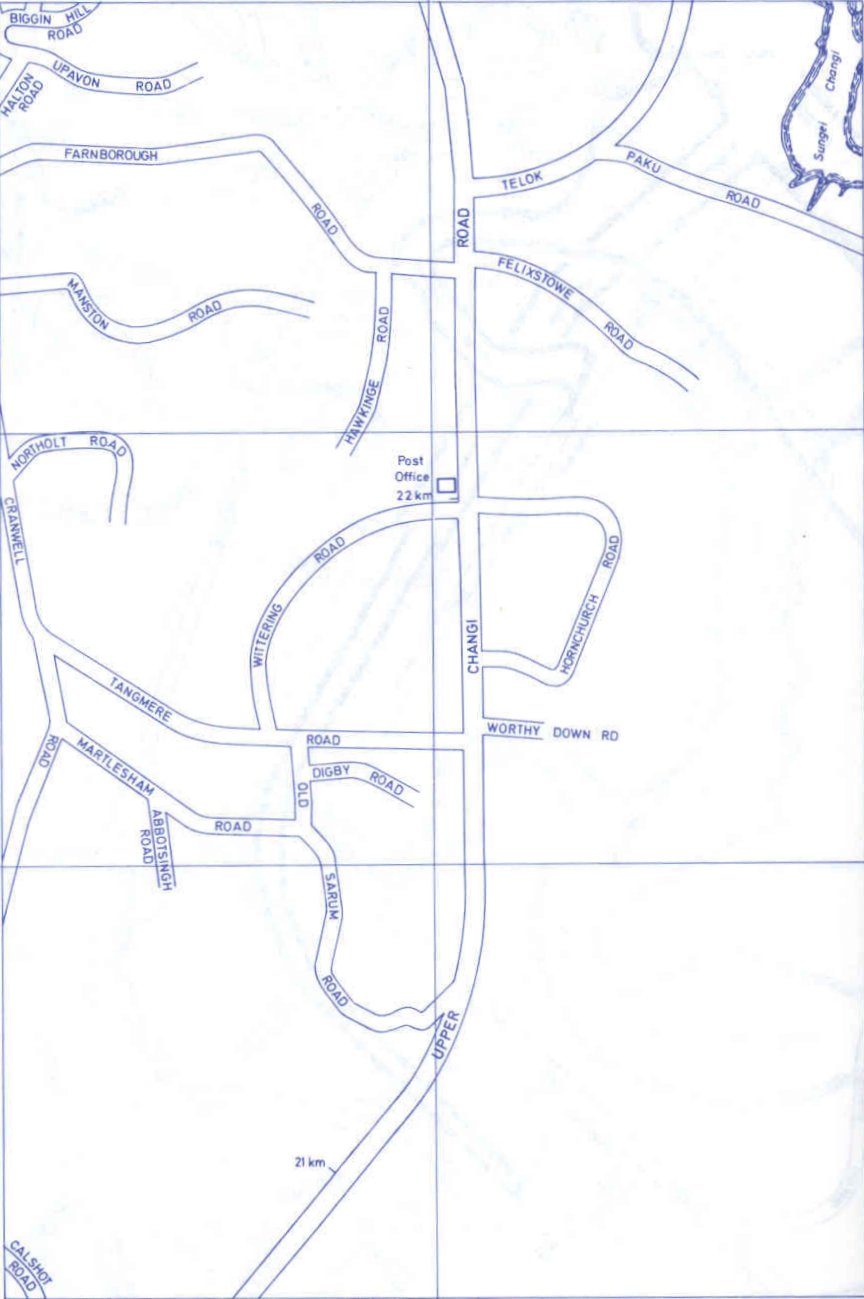 BIGGIN HILL
ROAD
UPAVON ROAD
HALTON
ROAD
FARNBOROUGH
ROAD
TELOK
PAKU
ROAD
Sungei Changi
ROAD
FELIXSTOWE
ROAD
MANSTON
ROAD
ROAD
HAWKINGE
NORTHOLT ROAD
Post
Office
22 km
CRANWELL
ROAD
WITTERING
ROAD
HORNCHURCH
CHANGI
TANGMERE
ROAD
WORTHY DOWN RD
ROAD
MARTLESHAM
ROAD
DIGBY ROAD
OLD
ABBOTSINGH
ROAD
SARUM
ROAD
UPPER
21 km
CALSHOT
ROAD